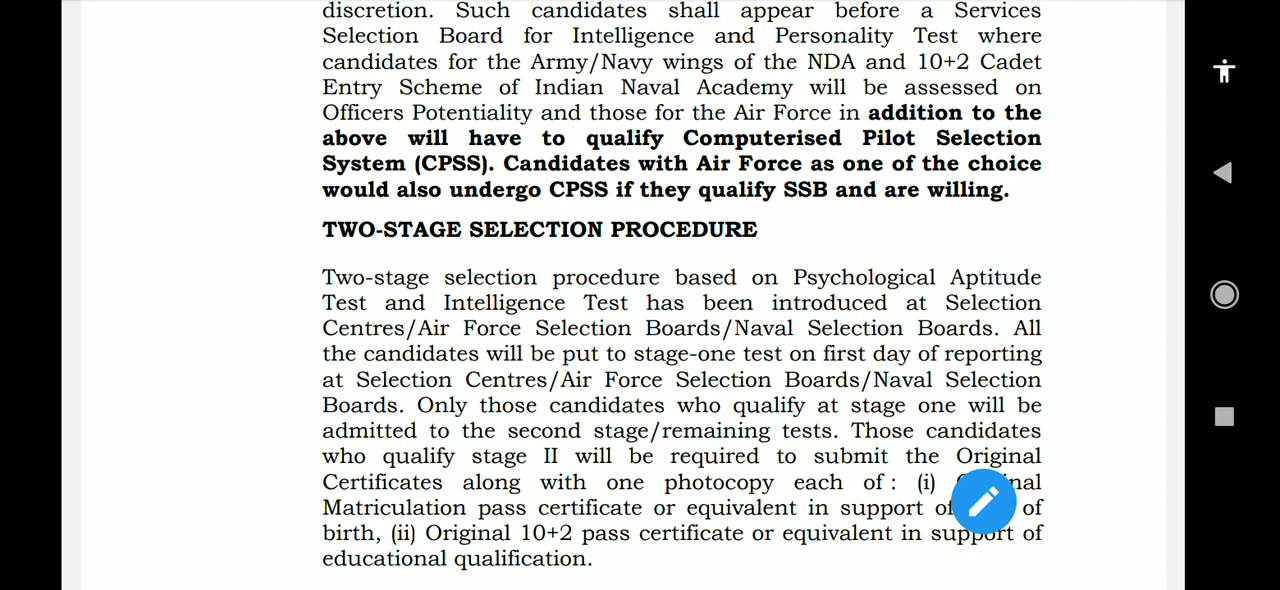 discretion. Such candidates shall appear before a Services
Selection Board for Intelligence and Personality Test where
candidates for the Army/Navy wings of the NDA and 10+2 Cadet
Entry Scheme of Indian Naval Academy will be assessed on
Officers Potentiality and those for the Air Force in addition to the
above will have to qualify Computerised Pilot Selection
System (CPSS). Candidates with Air Force as one of the choice
would also undergo CPSS if they qualify SSB and are willing.
TWO-STAGE SELECTION PROCEDURE
Two-stage selection procedure based on Psychological Aptitude
Test and Intelligence Test has been introduced at Selection
Centres/Air Force Selection Boards/Naval Selection Boards. All
the candidates will be put to stage-one test on first day of reporting
at Selection Centres/Air Force Selection Boards/Naval Selection
Boards. Only those candidates who qualify at stage one will be
admitted to the second stage/remaining tests. Those candidates
who qualify stage II will be required to submit the Original
Certificates along with one photocopy each of : (i)
Matriculation pass certificate or equivalent in support of of
birth, (ii) Original 10+2 pass certificate or equivalent in support of
educational qualification.